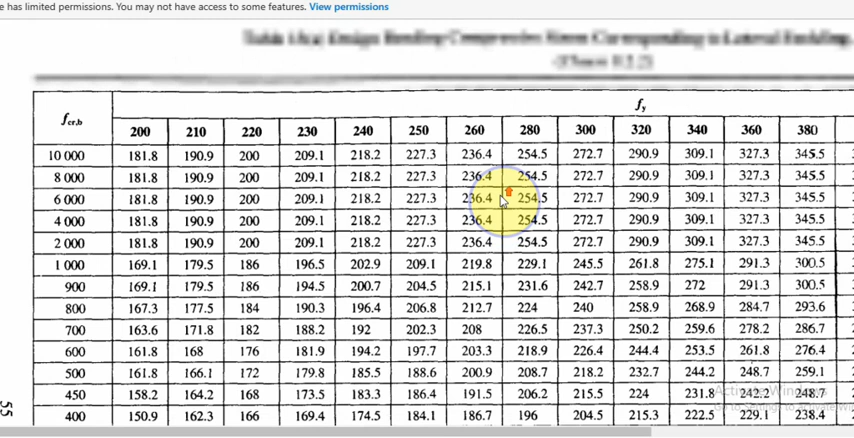 e has limited permissions. You may not have access to some features. View permissions
f_cr,b f_y
200 210 220 230 240 250 260 280 300 320 340 360 380
10 000 181.8 190.9 200 209.1 218.2 227.3 236.4 254.5 272.7 290.9 309.1 327.3 345.5
8 000 181.8 190.9 200 209.1 218.2 227.3 236.4 254.5 272.7 290.9 309.1 327.3 345.5
6 000 181.8 190.9 200 209.1 218.2 227.3 236.4 254.5 272.7 290.9 309.1 327.3 345.5
4 000 181.8 190.9 200 209.1 218.2 227.3 236.4 254.5 272.7 290.9 309.1 327.3 345.5
2 000 181.8 190.9 200 209.1 218.2 227.3 236.4 254.5 272.7 290.9 309.1 327.3 345.5
1 000 169.1 179.5 186 196.5 202.9 209.1 219.8 229.1 245.5 261.8 275.1 291.3 300.5
900 169.1 179.5 186 194.5 200.7 204.5 215.1 231.6 242.7 258.9 272 291.3 300.5
800 167.3 177.5 184 190.3 196.4 206.8 212.7 224 240 258.9 268.9 284.7 293.6
700 163.6 171.8 182 188.2 192 202.3 208 226.5 237.3 250.2 259.6 278.2 286.7
600 161.8 168 176 181.9 194.2 197.7 203.3 218.9 226.4 244.4 253.5 261.8 276.4
500 161.8 166.1 172 179.8 185.5 188.6 200.9 208.7 218.2 232.7 244.2 248.7 259.1
450 158.2 164.2 168 173.5 183.3 186.4 191.5 206.2 215.5 224 231.8 242.2 248.7
400 150.9 162.3 166 169.4 174.5 184.1 186.7 196 204.5 215.3 222.5 229.1 238.4
55
Activate Windows